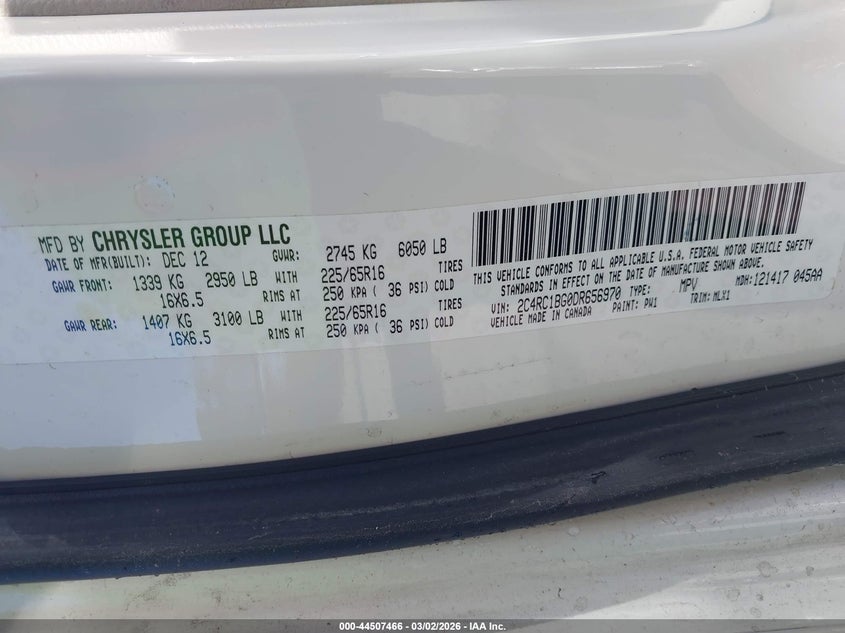 MFD BY CHRYSLER GROUP LLC
DATE OF MFR(BUILT): DEC 12 GVWR: 2745 KG 6050 LB
GAWR FRONT: 1339 KG 2950 LB WITH 225/65R16 TIRES
16X6.5 RIMS AT 250 KPA ( 36 PSI) COLD
GAWR REAR: 1407 KG 3100 LB WITH 225/65R16 TIRES
16X6.5 RIMS AT 250 KPA ( 36 PSI) COLD
THIS VEHICLE CONFORMS TO ALL APPLICABLE U.S.A. FEDERAL MOTOR VEHICLE SAFETY
STANDARDS IN EFFECT ON THE DATE OF MANUFACTURE SHOWN ABOVE.
VIN: 2C4RC1BG0DR656970 TYPE: MPV MDH: 121417 045AA
VEHICLE MADE IN CANADA PAINT: PW1 TRIM: MLX1
000-44507466 - 03/02/2026 - IAA Inc.